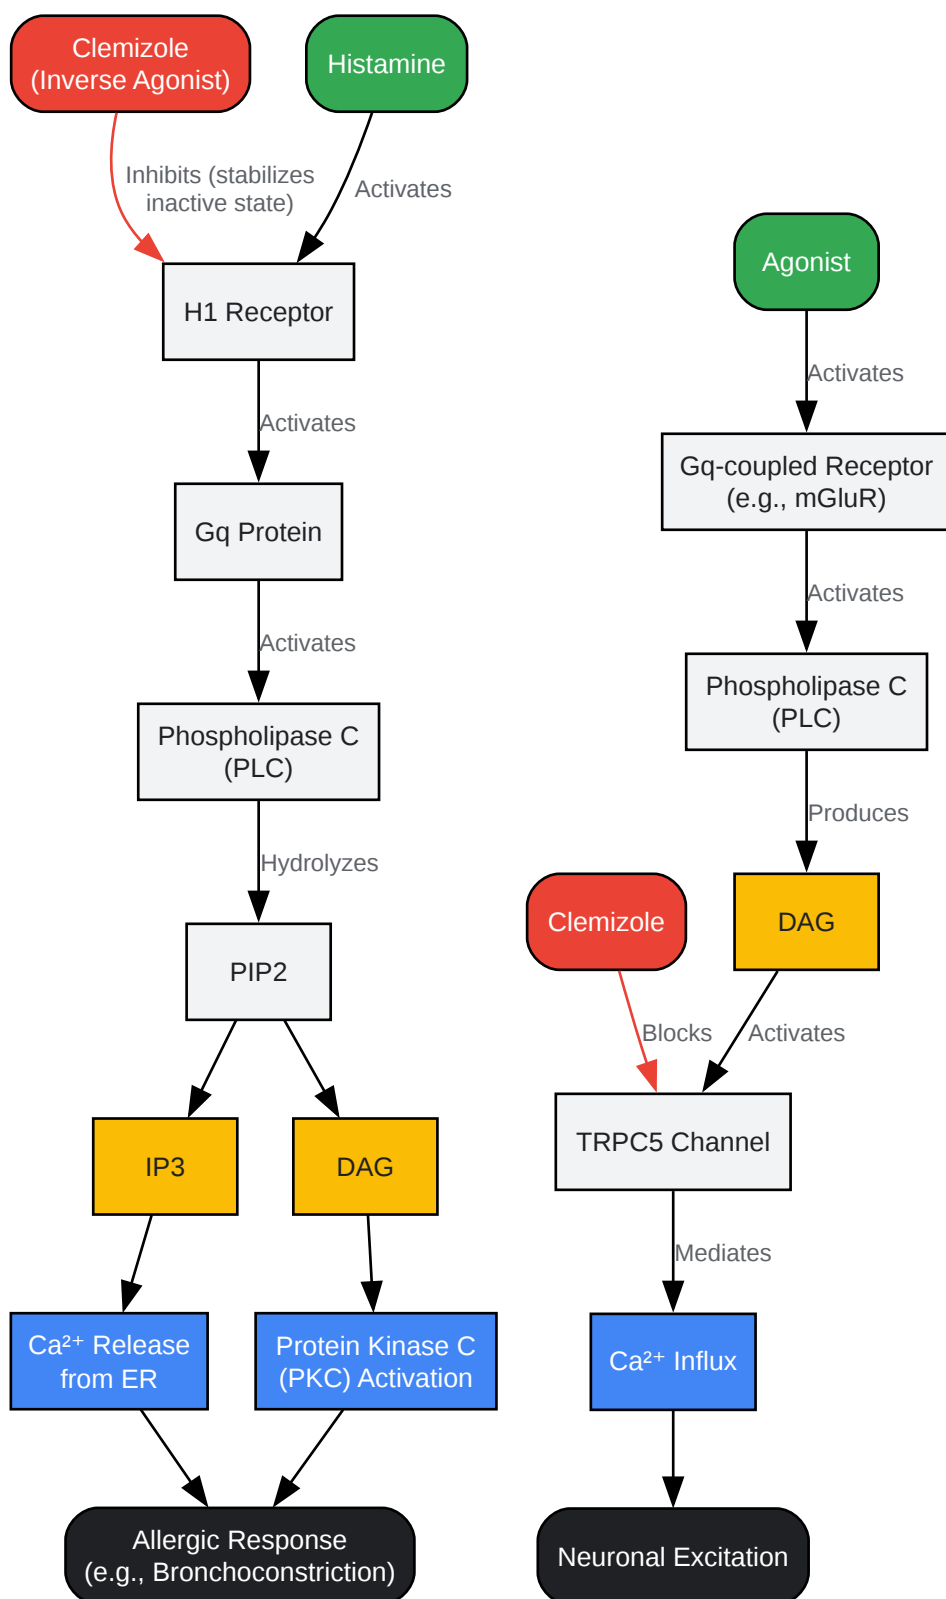 Clemizole
(Inverse Agonist)
Histamine
Inhibits (stabilizes
inactive state)
Activates
H1 Receptor
Activates
Gq Protein
Activates
Phospholipase C
(PLC)
Hydrolyzes
PIP2
IP3
DAG
Ca²⁺ Release
from ER
Protein Kinase C
(PKC) Activation
Allergic Response
(e.g., Bronchoconstriction)
Agonist
Activates
Gq-coupled Receptor
(e.g., mGluR)
Activates
Phospholipase C
(PLC)
Produces
Clemizole
DAG
Blocks
Activates
TRPC5 Channel
Mediates
Ca²⁺ Influx
Neuronal Excitation